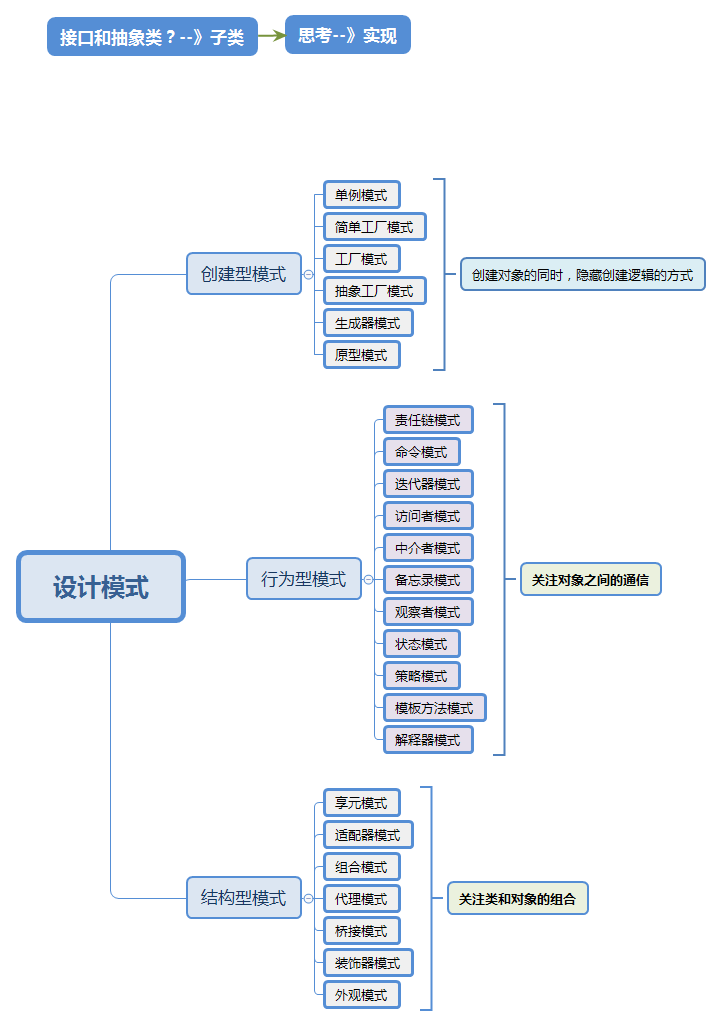 接口和抽象类？--》子类
思考--》实现
设计模式
创建型模式
单例模式
简单工厂模式
工厂模式
抽象工厂模式
生成器模式
原型模式
创建对象的同时，隐藏创建逻辑的方式
行为型模式
责任链模式
命令模式
迭代器模式
访问者模式
中介者模式
备忘录模式
观察者模式
状态模式
策略模式
模板方法模式
解释器模式
关注对象之间的通信
结构型模式
享元模式
适配器模式
组合模式
代理模式
桥接模式
装饰器模式
外观模式
关注类和对象的组合